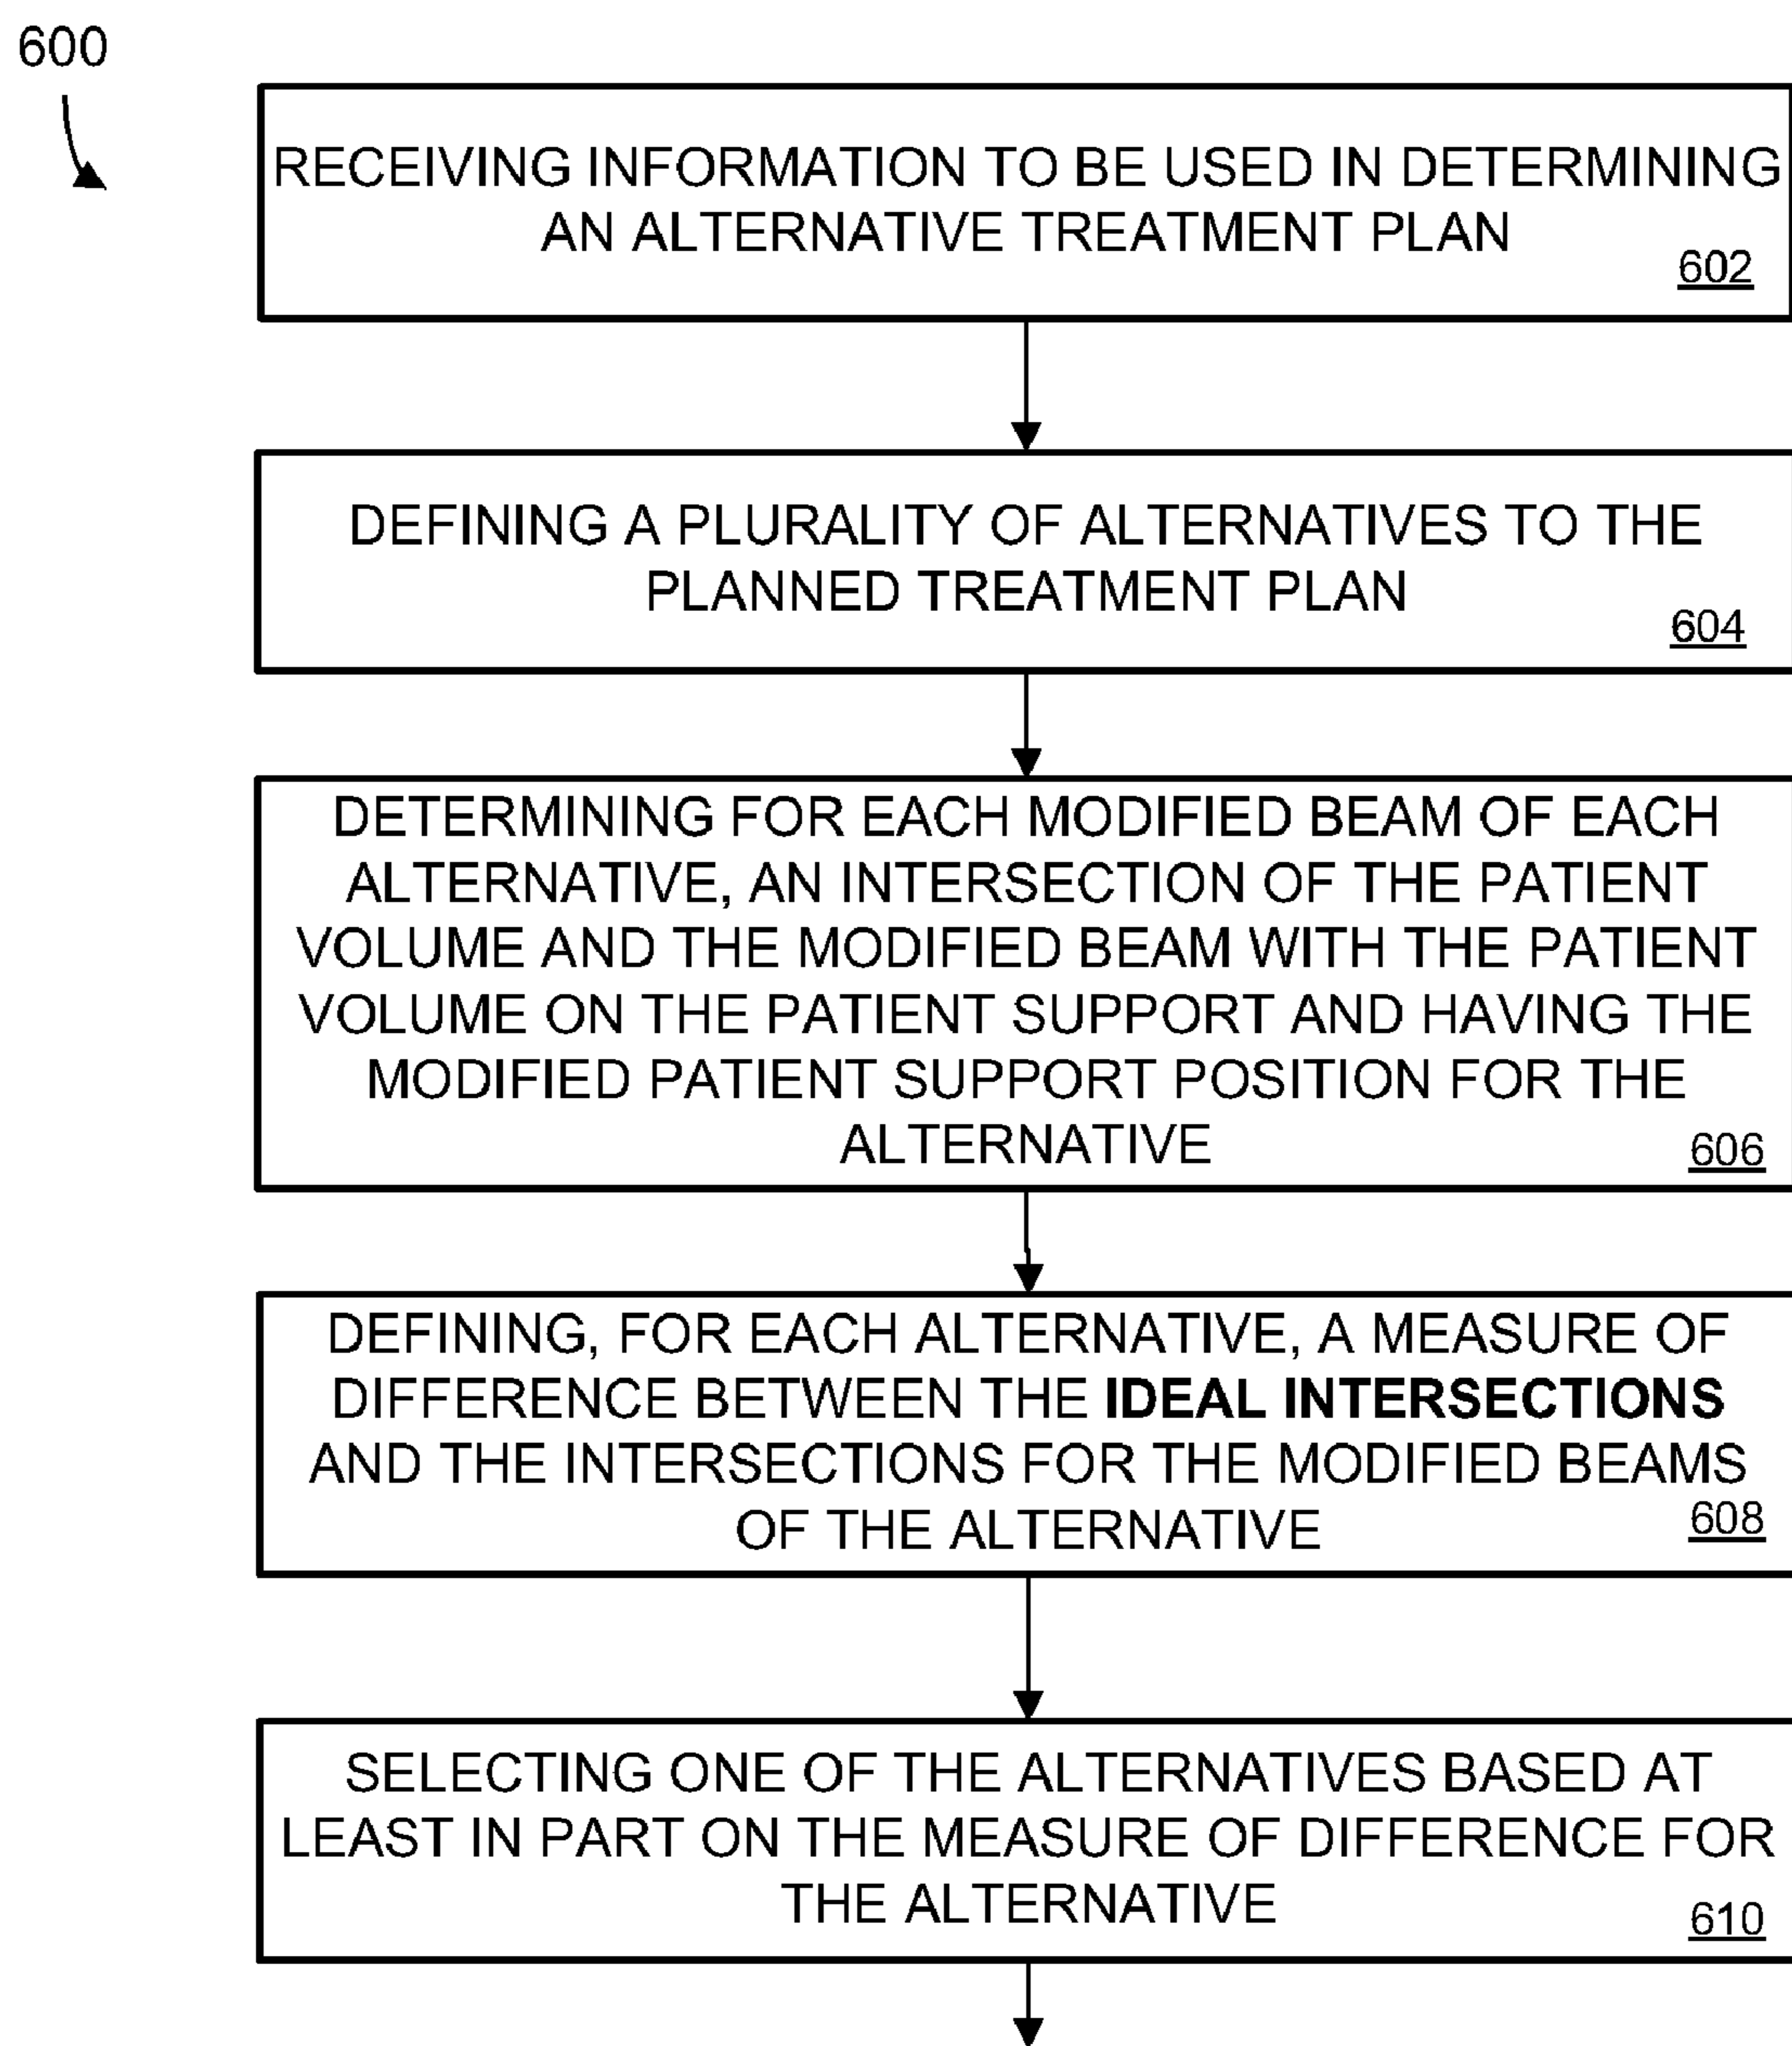 600
RECEIVING INFORMATION TO BE USED IN DETERMINING
AN ALTERNATIVE TREATMENT PLAN
602
DEFINING A PLURALITY OF ALTERNATIVES TO THE
PLANNED TREATMENT PLAN
604
DETERMINING FOR EACH MODIFIED BEAM OF EACH
ALTERNATIVE, AN INTERSECTION OF THE PATIENT
VOLUME AND THE MODIFIED BEAM WITH THE PATIENT
VOLUME ON THE PATIENT SUPPORT AND HAVING THE
MODIFIED PATIENT SUPPORT POSITION FOR THE
ALTERNATIVE
606
DEFINING, FOR EACH ALTERNATIVE, A MEASURE OF
DIFFERENCE BETWEEN THE IDEAL INTERSECTIONS
AND THE INTERSECTIONS FOR THE MODIFIED BEAMS
OF THE ALTERNATIVE
608
SELECTING ONE OF THE ALTERNATIVES BASED AT
LEAST IN PART ON THE MEASURE OF DIFFERENCE FOR
THE ALTERNATIVE
610